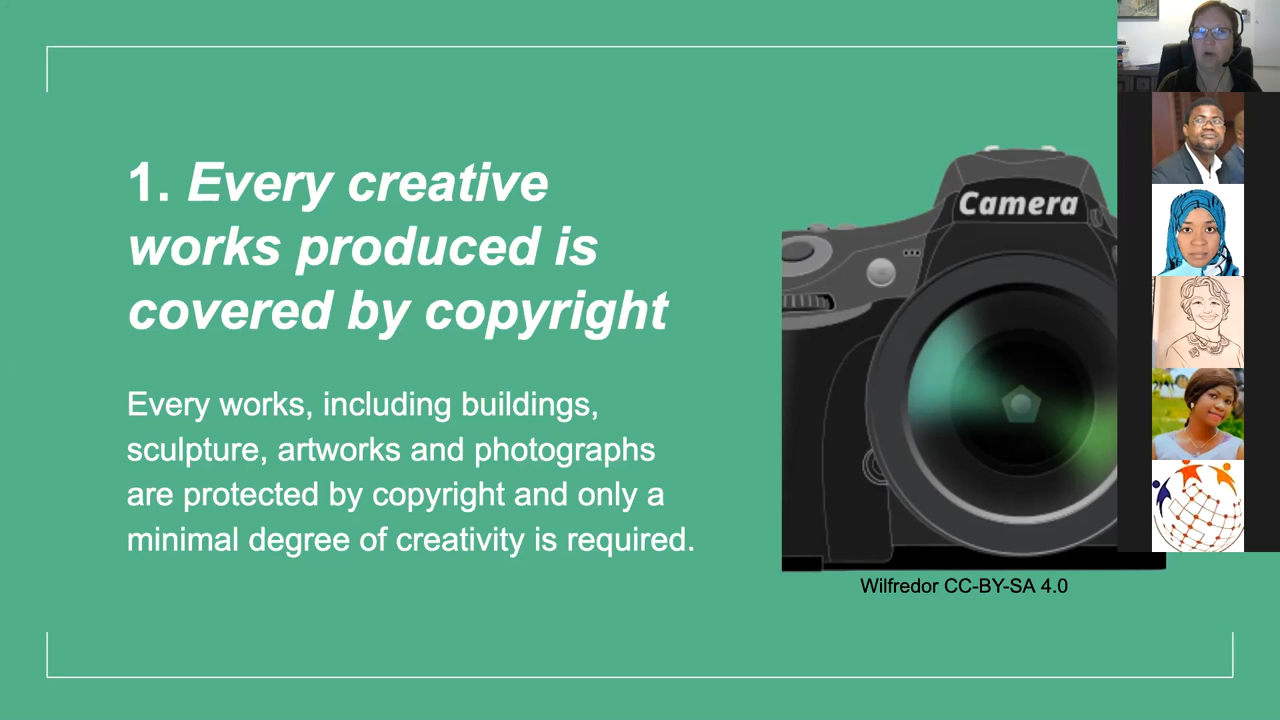 1. Every creative
works produced is
covered by copyright
Every works, including buildings,
sculpture, artworks and photographs
are protected by copyright and only a
minimal degree of creativity is required.
Camera
Wilfredor CC-BY-SA 4.0